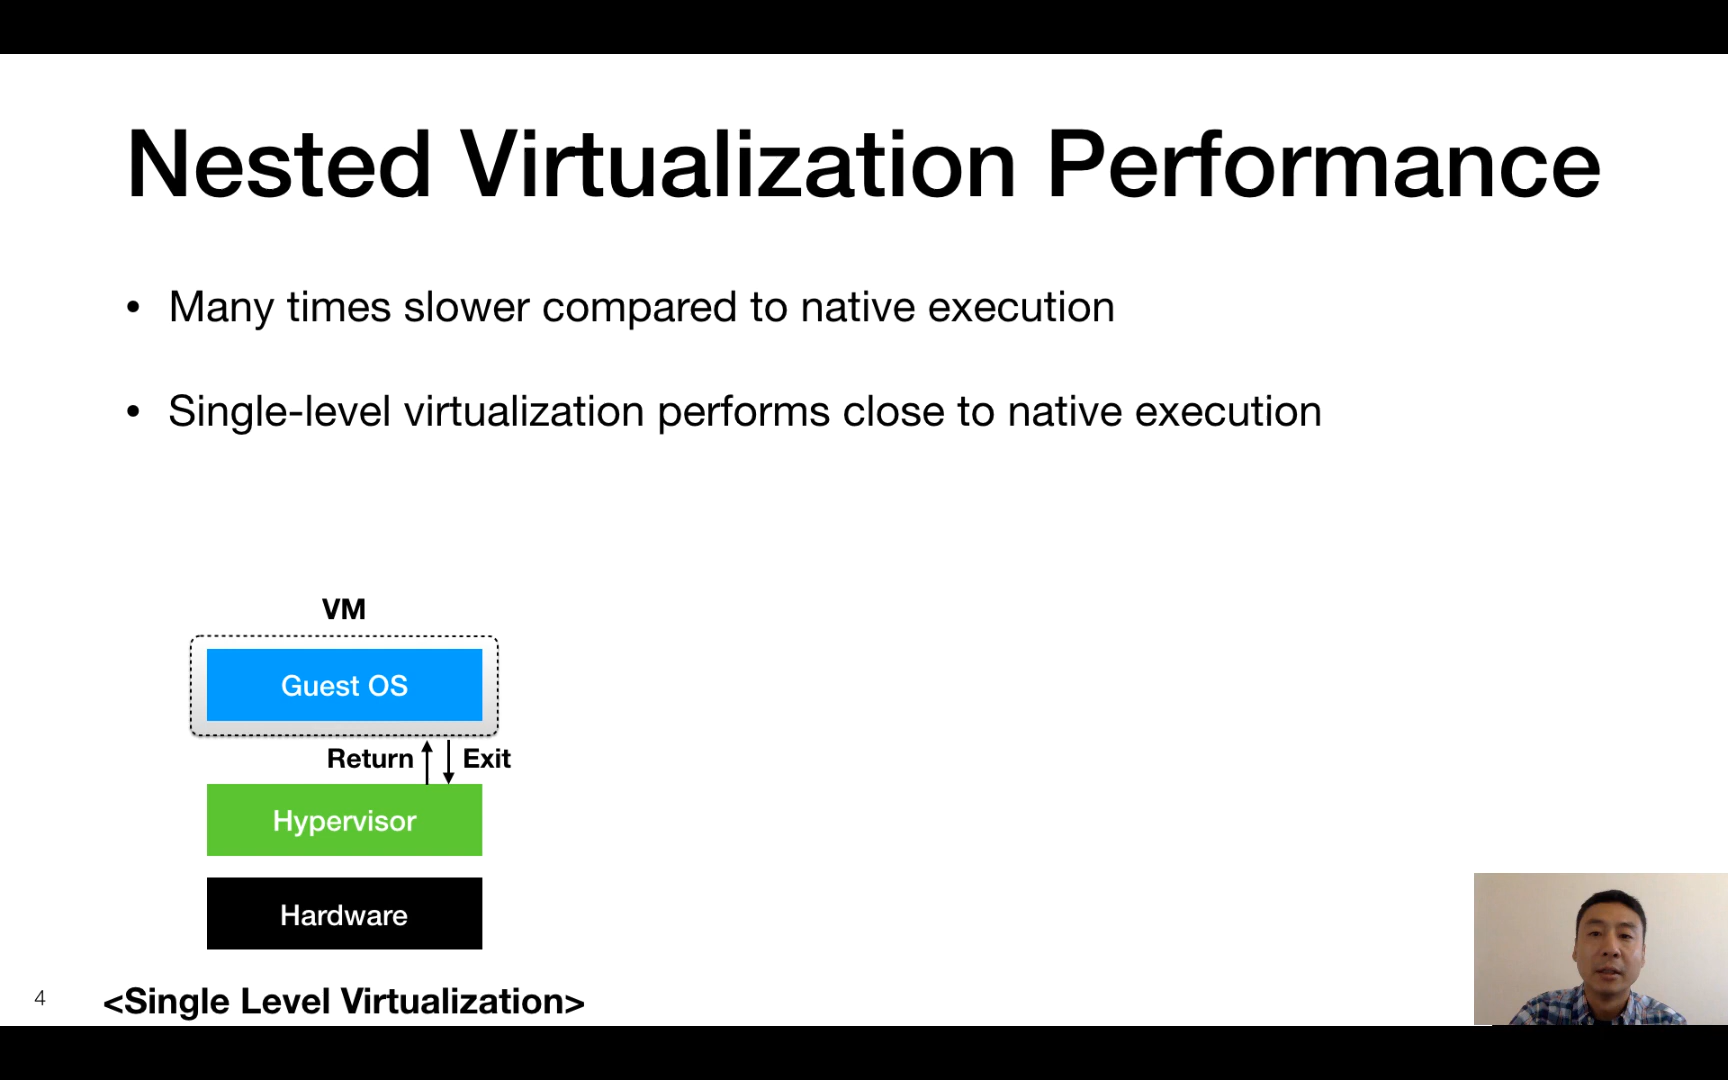 Nested Virtualization Performance
• Many times slower compared to native execution
• Single-level virtualization performs close to native execution
VM
Guest OS
Return Exit
Hypervisor
Hardware
4
<Single Level Virtualization>